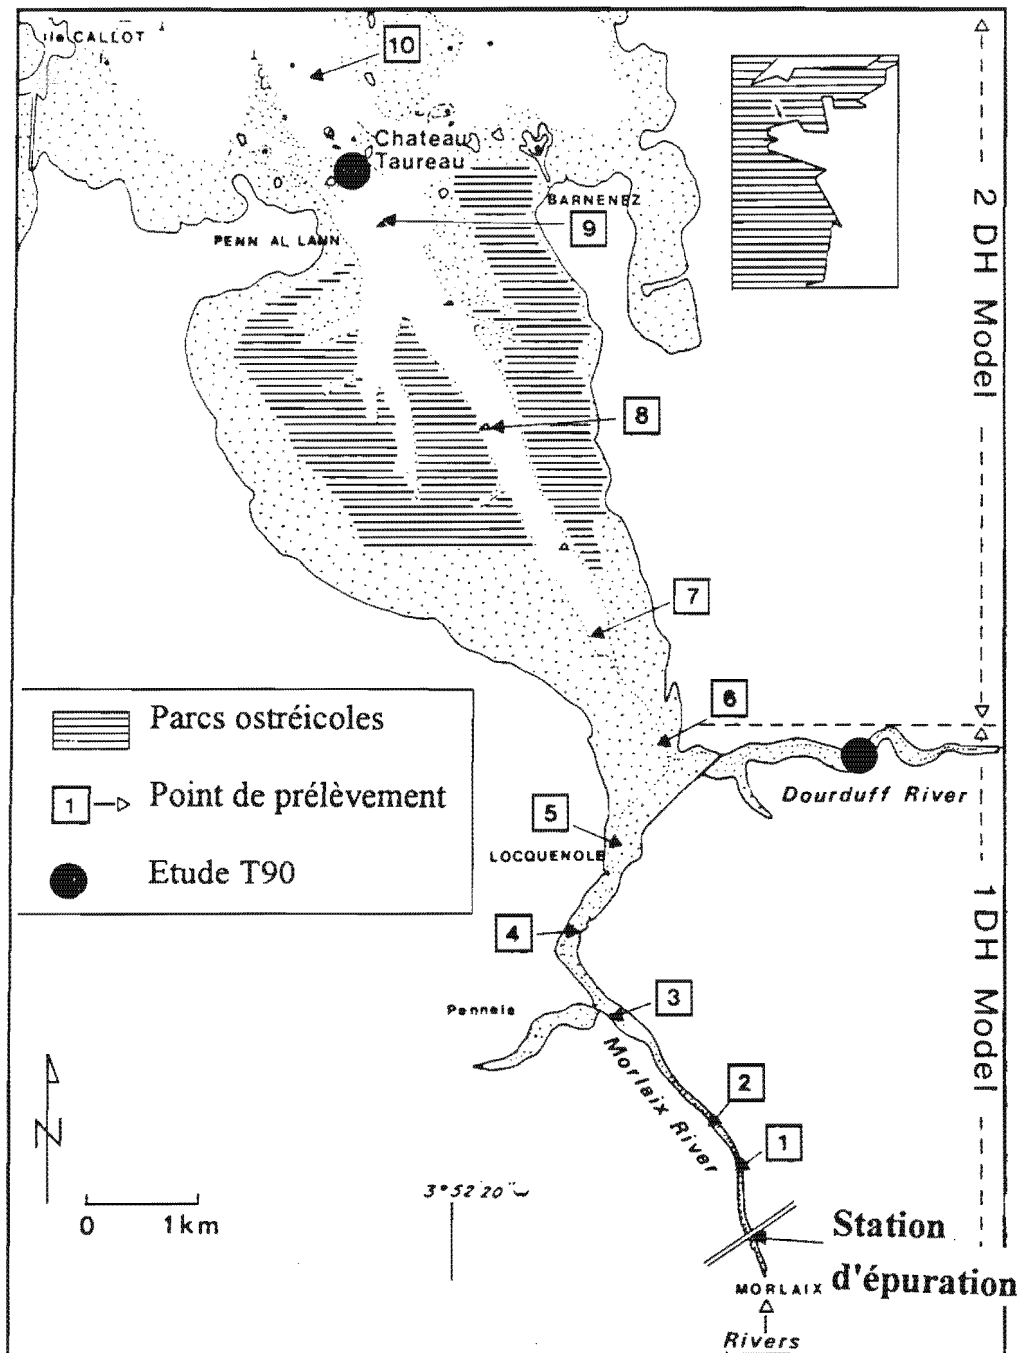 Ile CALLOT
10
Chateau
Taureau
BARNENEZ
9
PENN AL LANN
2 DH Model
8
7
6
Parcs ostréicoles
1 Point de prélèvement
Etude T90
Dourduff River
5
LOCQUENOLE
4
3
Pennele
Morlaix River
2
1
1DH Model
N
0 1km
3°52'20"w
Station
d'épuration
MORLAIX
Rivers